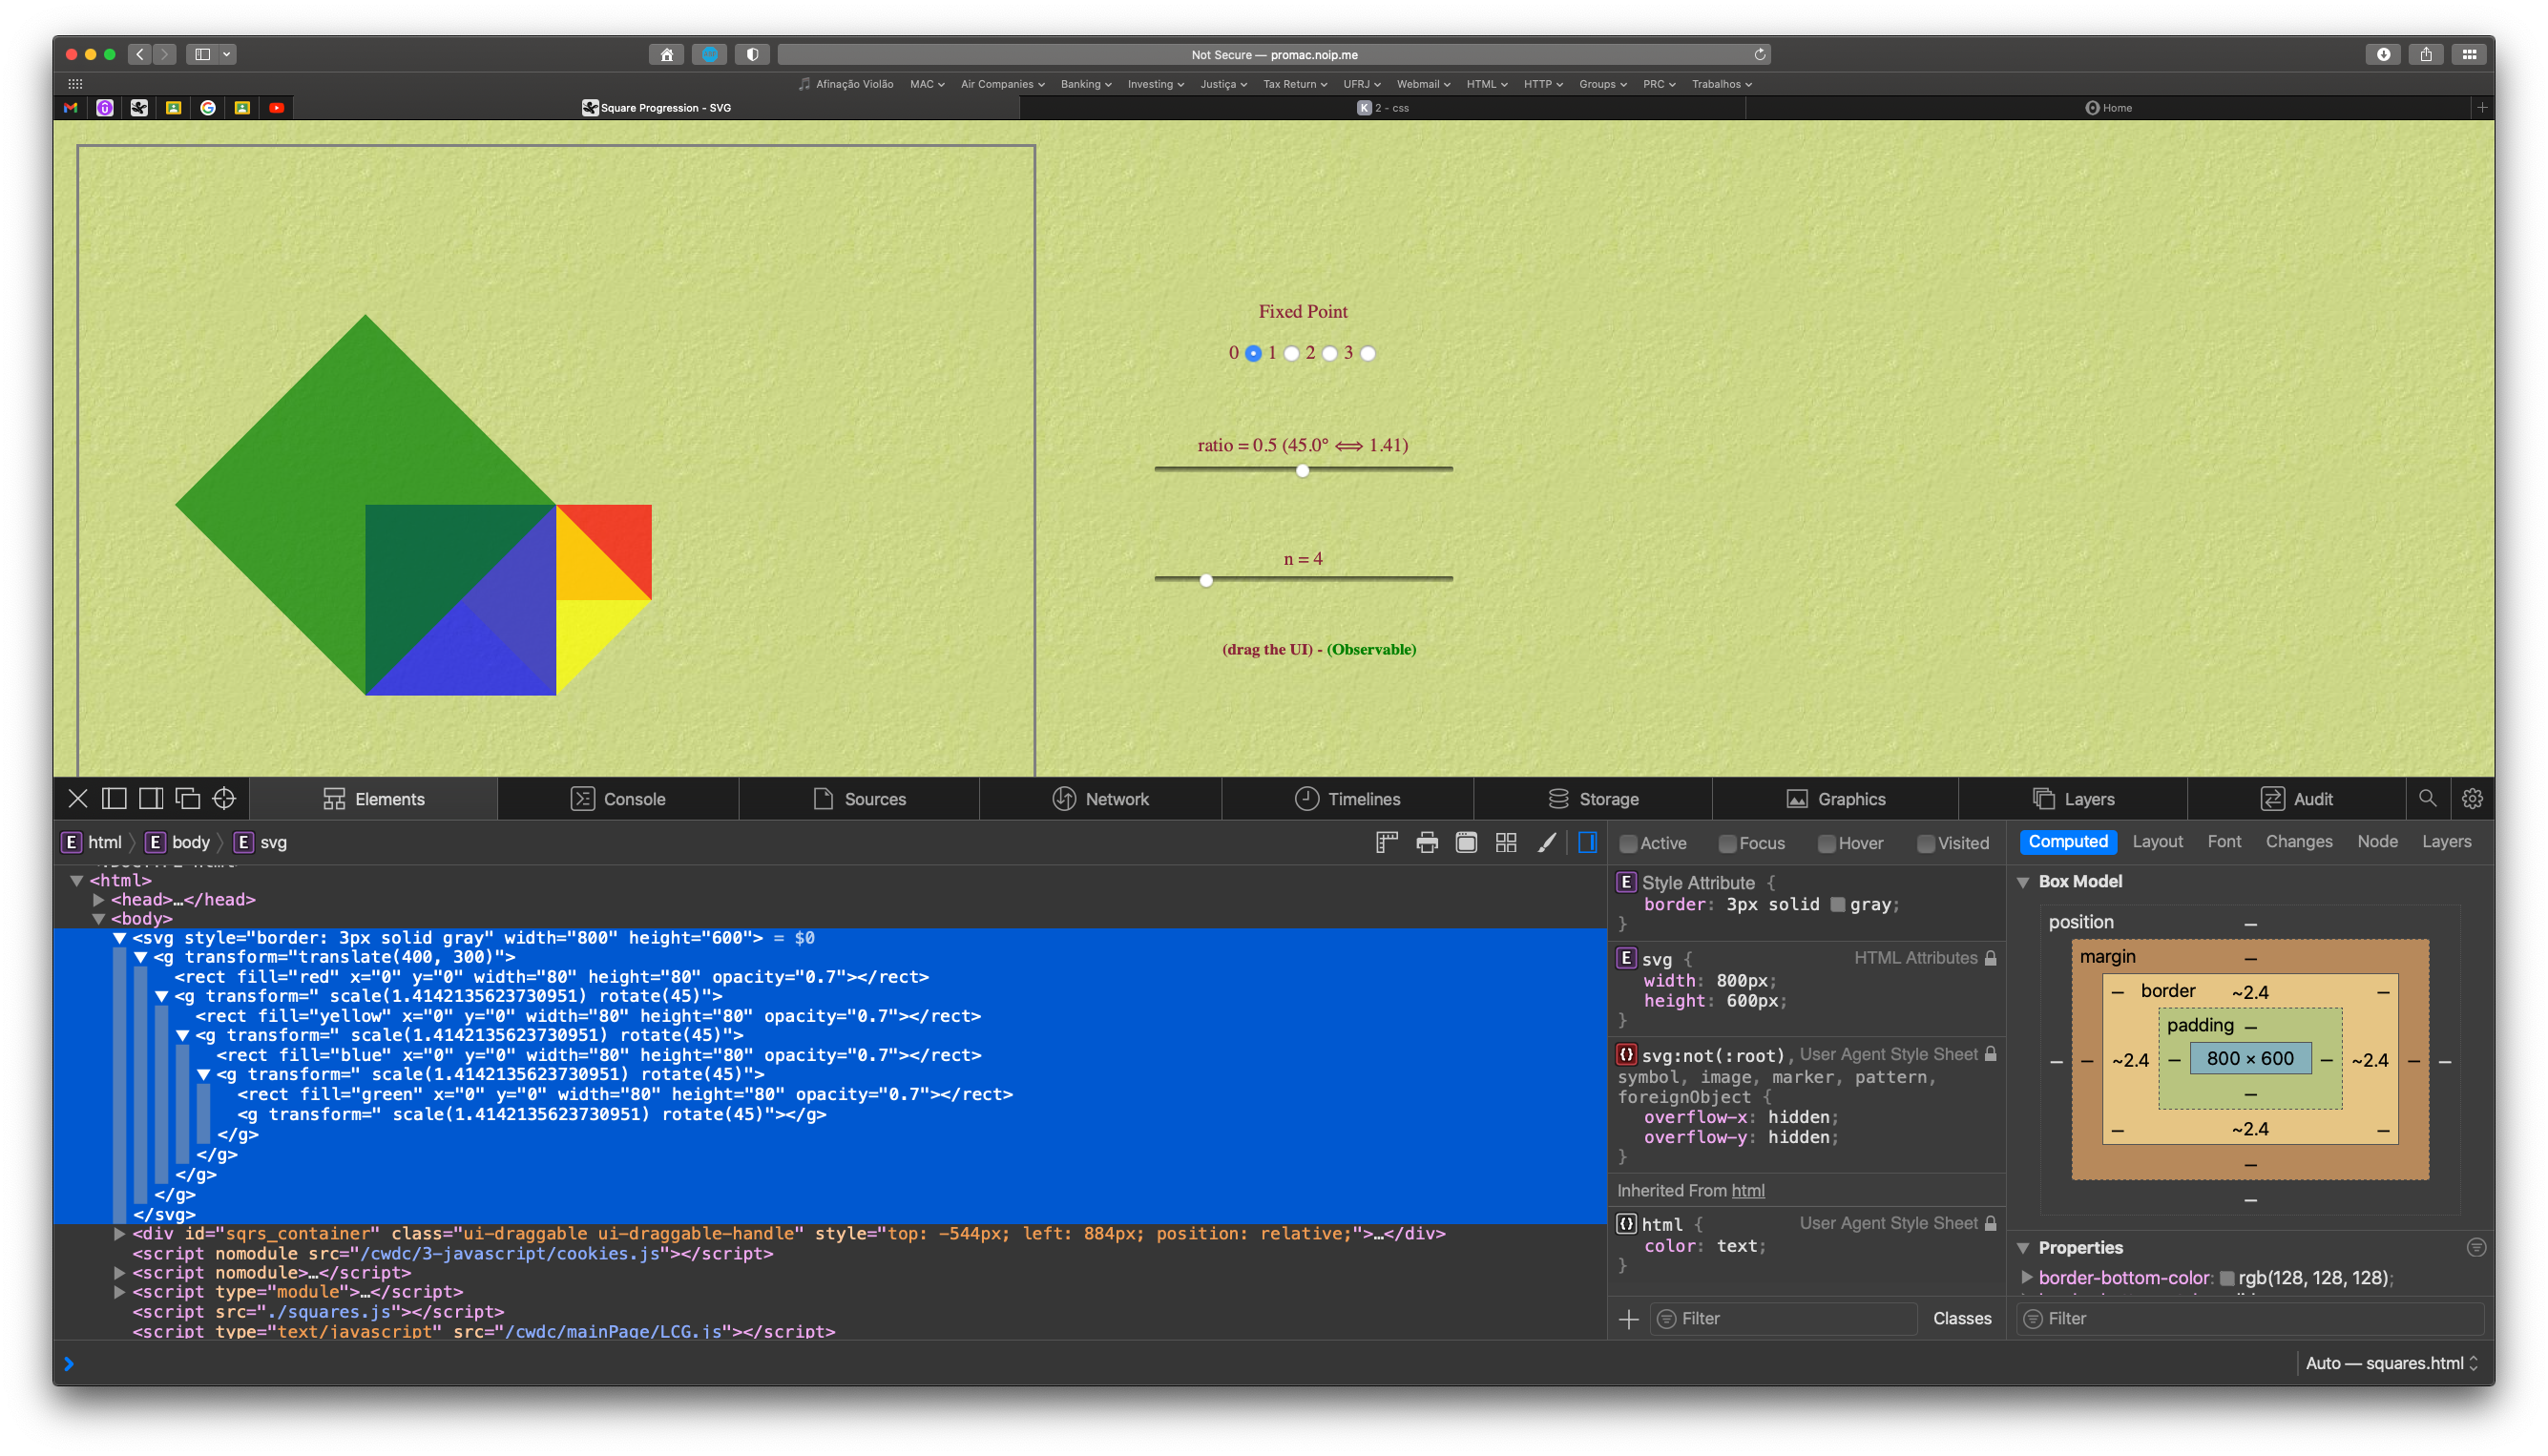 Not Secure — promac.noip.me
Afinação Violão MAC Air Companies Banking Investing Justiça Tax Return UFRJ Webmail HTML HTTP Groups PRC Trabalhos
Square Progression - SVG
K 2 - css
Home
Fixed Point
0 1 2 3
ratio = 0.5 (45.0° ⟺ 1.41)
n = 4
(drag the UI) - (Observable)
Elements Console Sources Network Timelines Storage Graphics Layers Audit
E html E body E svg
<html>
<head>…</head>
<body>
<svg style="border: 3px solid gray" width="800" height="600"> = $0
<g transform="translate(400, 300)">
<rect fill="red" x="0" y="0" width="80" height="80" opacity="0.7"></rect>
<g transform=" scale(1.4142135623730951) rotate(45)">
<rect fill="yellow" x="0" y="0" width="80" height="80" opacity="0.7"></rect>
<g transform=" scale(1.4142135623730951) rotate(45)">
<rect fill="blue" x="0" y="0" width="80" height="80" opacity="0.7"></rect>
<g transform=" scale(1.4142135623730951) rotate(45)">
<rect fill="green" x="0" y="0" width="80" height="80" opacity="0.7"></rect>
<g transform=" scale(1.4142135623730951) rotate(45)"></g>
</g>
</g>
</g>
</g>
</svg>
<div id="sqrs_container" class="ui-draggable ui-draggable-handle" style="top: -544px; left: 884px; position: relative;">…</div>
<script nomodule src="/cwdc/3-javascript/cookies.js"></script>
<script nomodule>…</script>
<script type="module">…</script>
<script src="./squares.js"></script>
<script type="text/javascript" src="/cwdc/mainPage/LCG.js"></script>
Active Focus Hover Visited
E Style Attribute {
border: 3px solid gray;
}
E svg { HTML Attributes
width: 800px;
height: 600px;
}
{} svg:not(:root), User Agent Style Sheet
symbol, image, marker, pattern,
foreignObject {
overflow-x: hidden;
overflow-y: hidden;
}
Inherited From html
{} html { User Agent Style Sheet
color: text;
}
Filter Classes
Computed Layout Font Changes Node Layers
Box Model
position –
margin –
– border ~2.4 –
padding –
– – ~2.4 – 800 × 600 – ~2.4 – –
–
– ~2.4 –
–
–
Properties
border-bottom-color: rgb(128, 128, 128);
Filter
Auto — squares.html